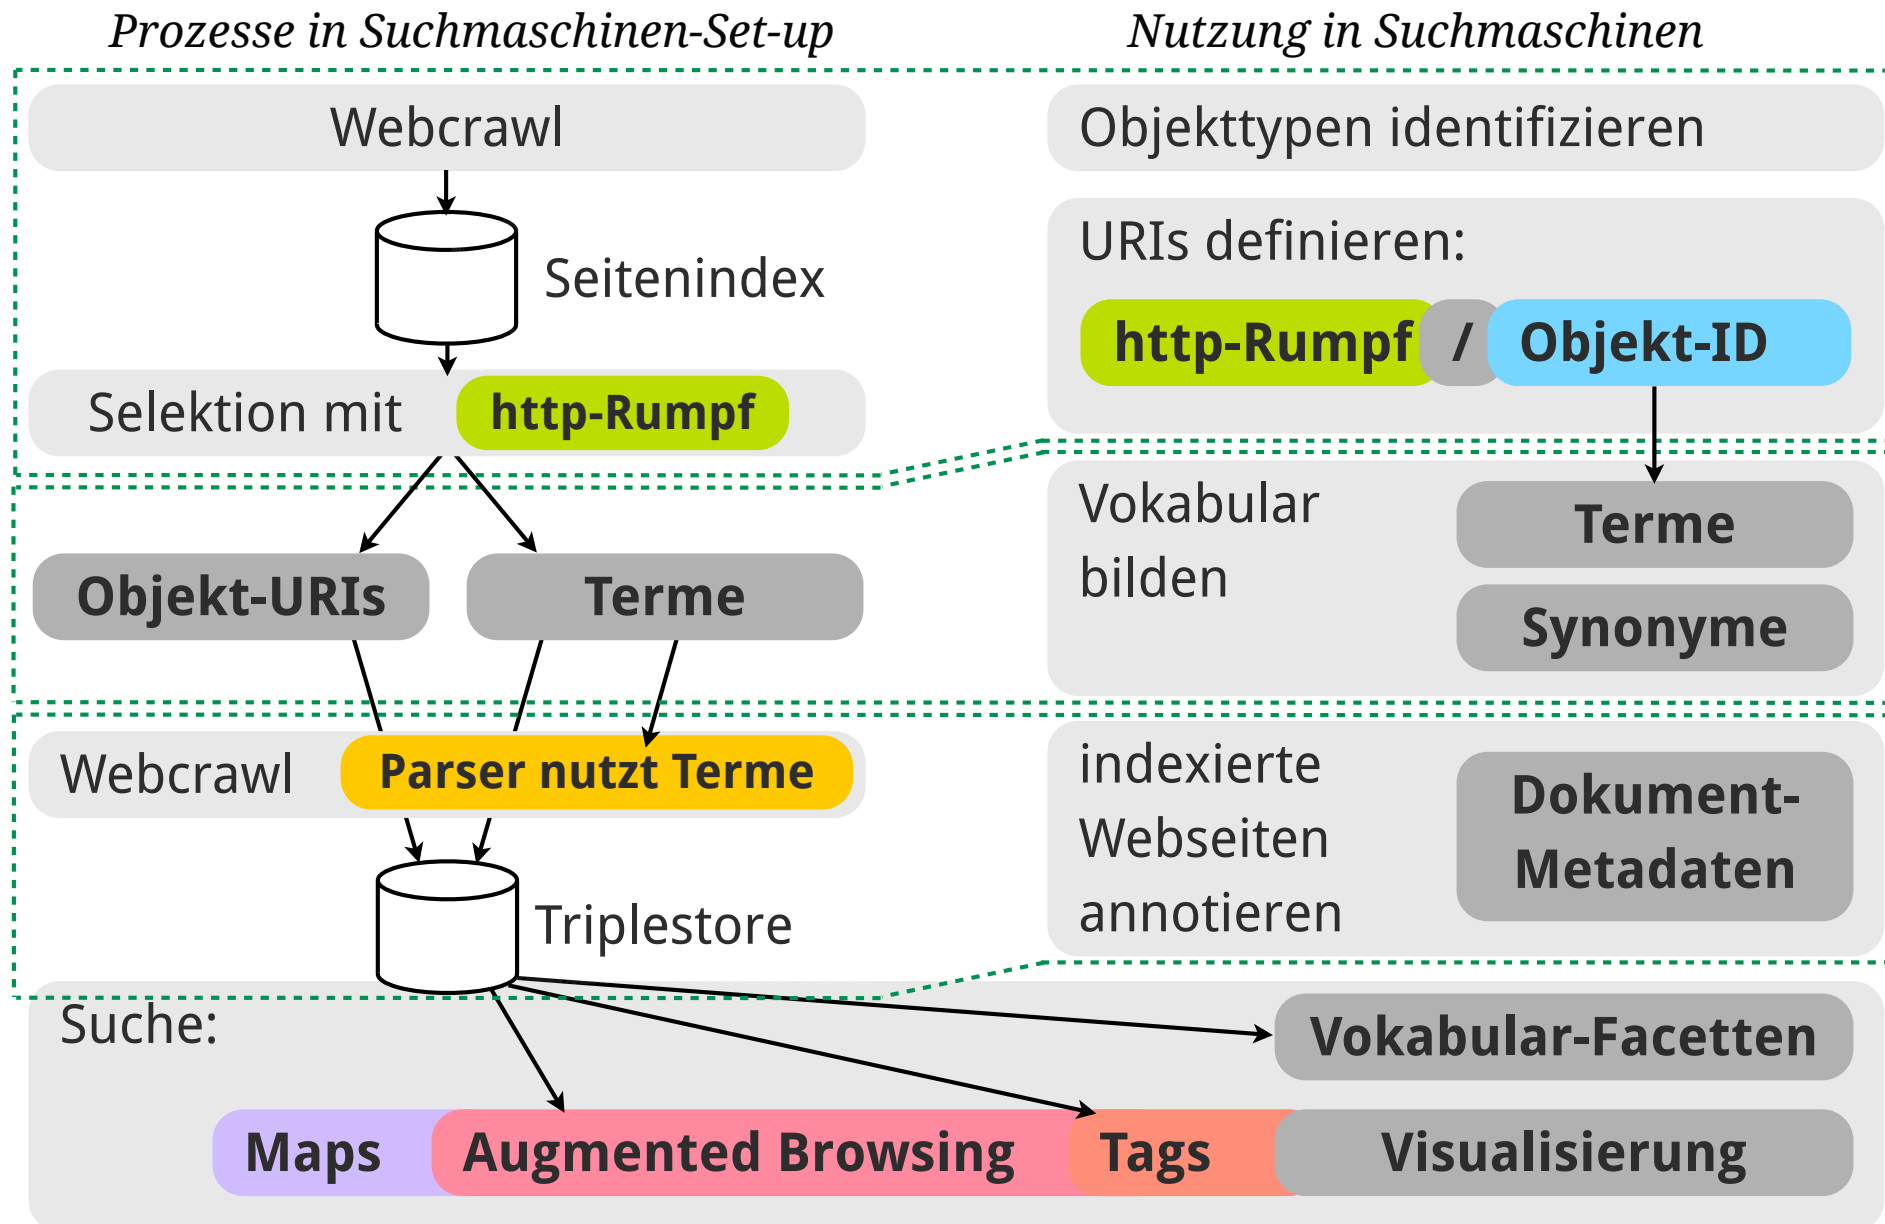 Prozesse in Suchmaschinen-Set-up
Nutzung in Suchmaschinen
Webcrawl
Seitenindex
Selektion mit http-Rumpf
Objekttypen identifizieren
URIs definieren:
http-Rumpf / Objekt-ID
Objekt-URIs
Terme
Vokabular
bilden
Terme
Synonyme
Webcrawl
Parser nutzt Terme
Triplestore
indexierte
Webseiten
annotieren
Dokument-
Metadaten
Suche:
Vokabular-Facetten
Maps
Augmented Browsing
Tags
Visualisierung